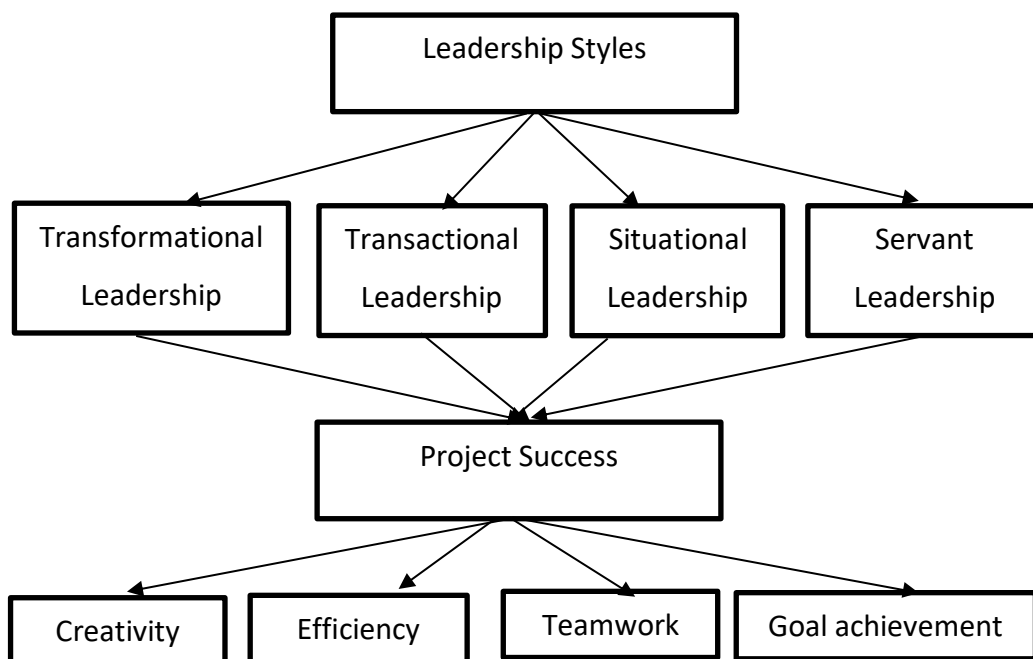 Leadership Styles
Transformational
Leadership
Transactional
Leadership
Situational
Leadership
Servant
Leadership
Project Success
Creativity
Efficiency
Teamwork
Goal achievement